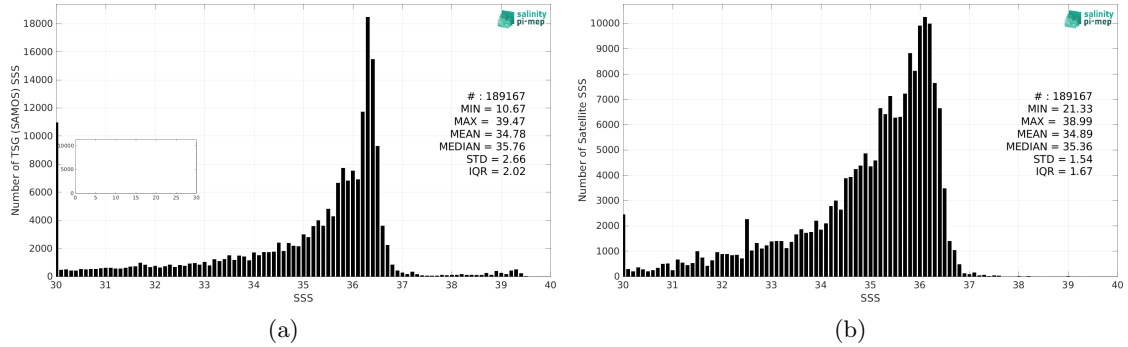 salinity
pi-mep
18000
16000
14000
12000
10000
8000
6000
4000
2000
0
Number of TSG (SAMOS) SSS
# : 189167
MIN = 10.67
MAX = 39.47
MEAN = 34.78
MEDIAN = 35.76
STD = 2.66
IQR = 2.02
10000
5000
0
0 5 10 15 20 25 30
30 31 32 33 34 35 36 37 38 39 40
SSS
(a)
salinity
pi-mep
10000
9000
8000
7000
6000
5000
4000
3000
2000
1000
0
Number of Satellite SSS
# : 189167
MIN = 21.33
MAX = 38.99
MEAN = 34.89
MEDIAN = 35.36
STD = 1.54
IQR = 1.67
30 31 32 33 34 35 36 37 38 39 40
SSS
(b)